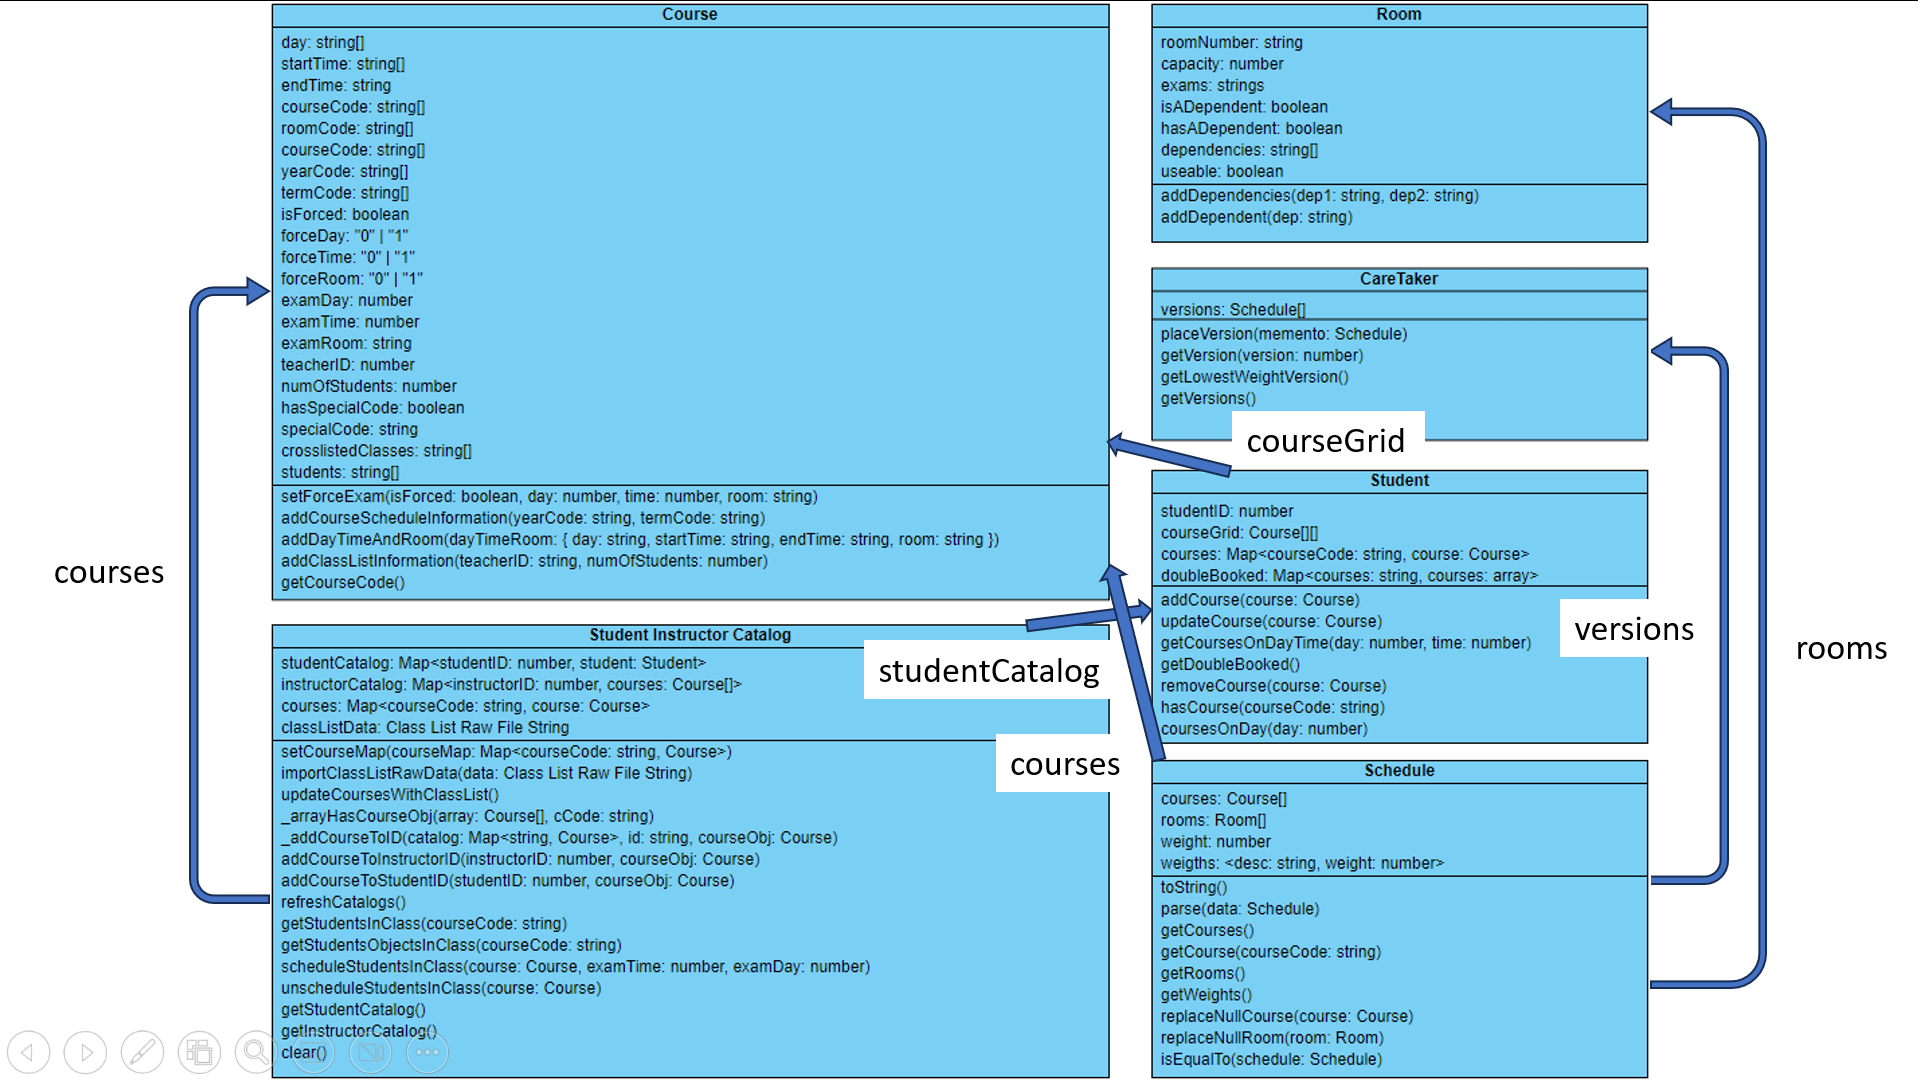 Course
day: string[]
startTime: string[]
endTime: string
courseCode: string[]
roomCode: string[]
courseCode: string[]
yearCode: string[]
termCode: string[]
isForced: boolean
forceDay: "0" | "1"
forceTime: "0" | "1"
forceRoom: "0" | "1"
examDay: number
examTime: number
examRoom: string
teacherID: number
numOfStudents: number
hasSpecialCode: boolean
specialCode: string
crosslistedClasses: string[]
students: string[]
setForceExam(isForced: boolean, day: number, time: number, room: string)
addCourseScheduleInformation(yearCode: string, termCode: string)
addDayTimeAndRoom(dayTimeRoom: { day: string, startTime: string, endTime: string, room: string })
addClassListInformation(teacherID: string, numOfStudents: number)
getCourseCode()
Room
roomNumber: string
capacity: number
exams: strings
isADependent: boolean
hasADependent: boolean
dependencies: string[]
useable: boolean
addDependencies(dep1: string, dep2: string)
addDependent(dep: string)
CareTaker
versions: Schedule[]
placeVersion(memento: Schedule)
getVersion(version: number)
getLowestWeightVersion()
getVersions()
courseGrid
Student
studentID: number
courseGrid: Course[][]
courses: Map<courseCode: string, course: Course>
doubleBooked: Map<courses: string, courses: array>
addCourse(course: Course)
updateCourse(course: Course)
getCoursesOnDayTime(day: number, time: number)
getDoubleBooked()
removeCourse(course: Course)
hasCourse(courseCode: string)
coursesOnDay(day: number)
courses
versions
rooms
Student Instructor Catalog
studentCatalog: Map<studentID: number, student: Student>
instructorCatalog: Map<instructorID: number, courses: Course[]>
courses: Map<courseCode: string, course: Course>
classListData: Class List Raw File String
studentCatalog
setCourseMap(courseMap: Map<courseCode: string, Course>)
importClassListRawData(data: Class List Raw File String)
updateCoursesWithClassList()
_arrayHasCourseObj(array: Course[], cCode: string)
_addCourseToID(catalog: Map<string, Course>, id: string, courseObj: Course)
addCourseToInstructorID(instructorID: number, courseObj: Course)
addCourseToStudentID(studentID: number, courseObj: Course)
refreshCatalogs()
getStudentsInClass(courseCode: string)
getStudentsObjectsInClass(courseCode: string)
scheduleStudentsInClass(course: Course, examTime: number, examDay: number)
unscheduleStudentsInClass(course: Course)
getStudentCatalog()
getInstructorCatalog()
clear()
courses
Schedule
courses: Course[]
rooms: Room[]
weight: number
weigths: <desc: string, weight: number>
toString()
parse(data: Schedule)
getCourses()
getCourse(courseCode: string)
getRooms()
getWeights()
replaceNullCourse(course: Course)
replaceNullRoom(room: Room)
isEqualTo(schedule: Schedule)